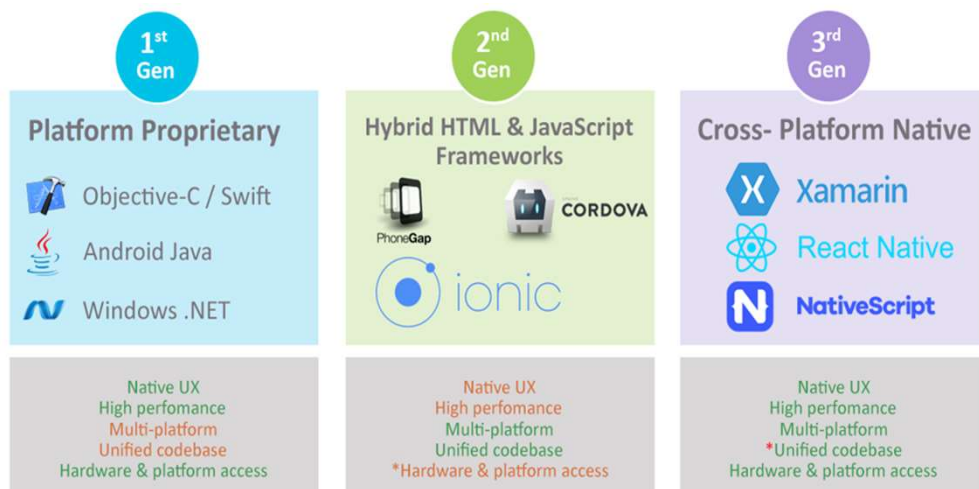 1st
Gen
Platform Proprietary
Objective-C / Swift
Android Java
Windows .NET
Native UX
High perfomance
Multi-platform
Unified codebase
Hardware & platform access
2nd
Gen
Hybrid HTML & JavaScript
Frameworks
PhoneGap
CORDOVA
ionic
Native UX
High perfomance
Multi-platform
Unified codebase
*Hardware & platform access
3rd
Gen
Cross- Platform Native
Xamarin
React Native
NativeScript
Native UX
High perfomance
Multi-platform
*Unified codebase
Hardware & platform access